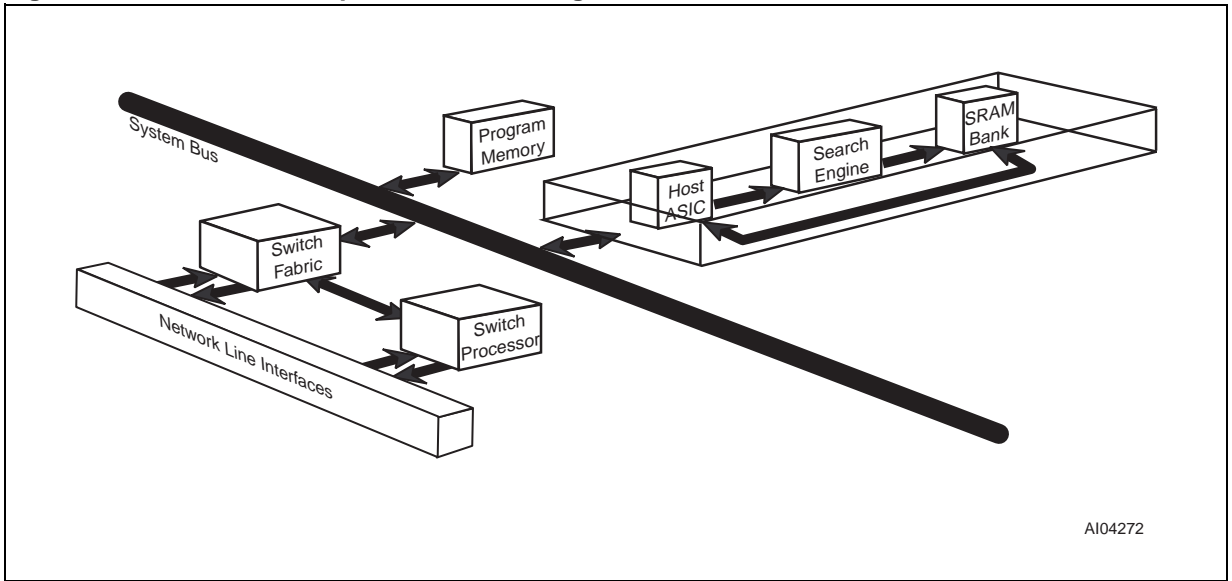 System Bus
Program
Memory
SRAM
Bank
Search
Engine
Host
ASIC
Switch
Fabric
Switch
Processor
Network Line Interfaces
AI04272